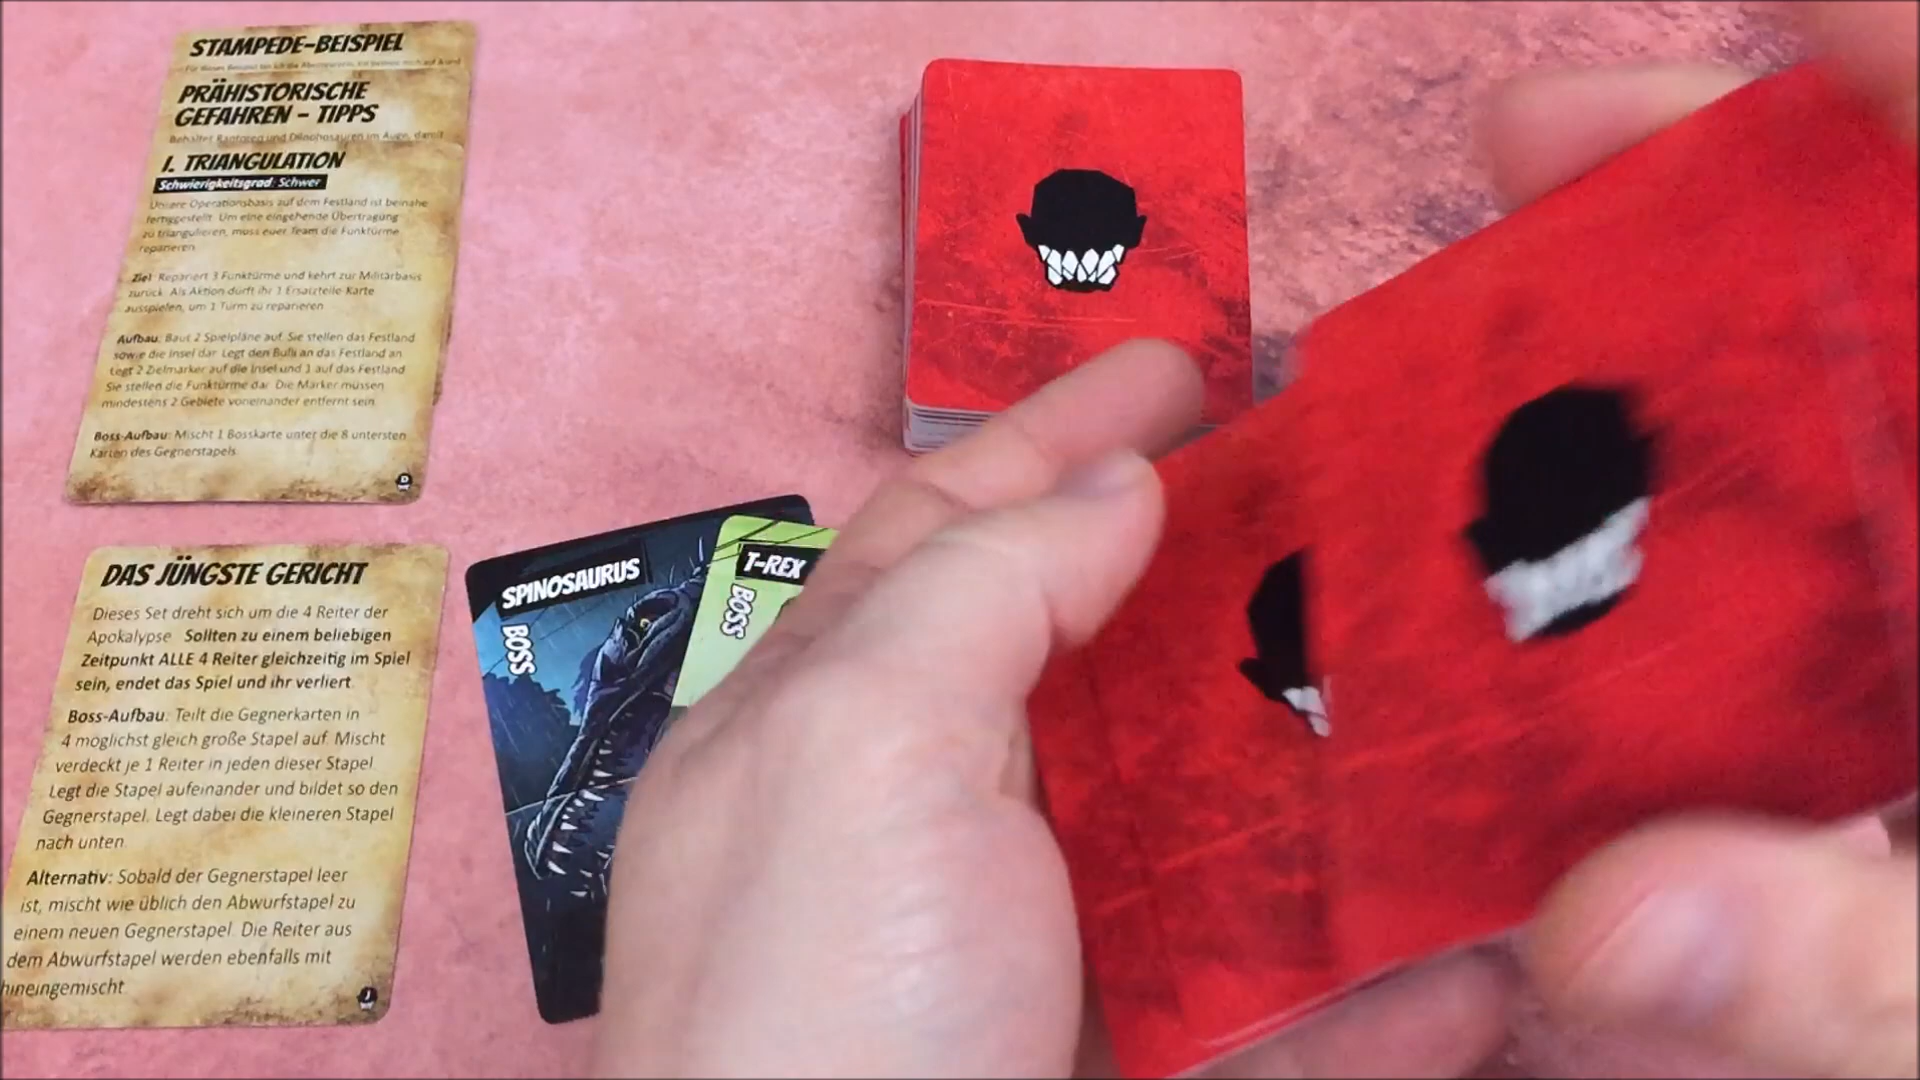 STAMPEDE-BEISPIEL
PRÄHISTORISCHE
GEFAHREN - TIPPS
Behaltet Raptoren und Dilophosaurier im Auge, damit
1. TRIANGULATION
Schwierigkeitsgrad: Schwer
Unsere Operationsbasis auf dem Festland ist beinahe
fertiggestellt. Um eine eingehende Übertragung
zu triangulieren, muss euer Team die Funktürme
reparieren.
Ziel: Repariert 3 Funktürme und kehrt zur Militärbasis
zurück. Als Aktion dürft ihr 1 Ersatzteile Karte
ausspielen, um 1 Turm zu reparieren.
Aufbau: Baut 2 Spielpläne auf. Sie stellen das Festland
sowie die Insel dar. Legt den Bulli an das Festland an.
Legt 2 Zielmarker auf die Insel und 1 auf das Festland.
Sie stellen die Funktürme dar. Die Marker müssen
mindestens 2 Gebiete voneinander entfernt sein.
Boss-Aufbau: Mischt 1 Bosskarte unter die 8 untersten
Karten des Gegnerstapels.
D
DAS JÜNGSTE GERICHT
Dieses Set dreht sich um die 4 Reiter der
Apokalypse. Sollten zu einem beliebigen
Zeitpunkt ALLE 4 Reiter gleichzeitig im Spiel
sein, endet das Spiel und ihr verliert.
Boss-Aufbau: Teilt die Gegnerkarten in
4 möglichst gleich große Stapel auf. Mischt
verdeckt je 1 Reiter in jeden dieser Stapel.
Legt die Stapel aufeinander und bildet so den
Gegnerstapel. Legt dabei die kleineren Stapel
nach unten.
Alternativ: Sobald der Gegnerstapel leer
ist, mischt wie üblich den Abwurfstapel zu
einem neuen Gegnerstapel. Die Reiter aus
dem Abwurfstapel werden ebenfalls mit
hineingemischt.
J
SPINOSAURUS
BOSS
T-REX
BOSS